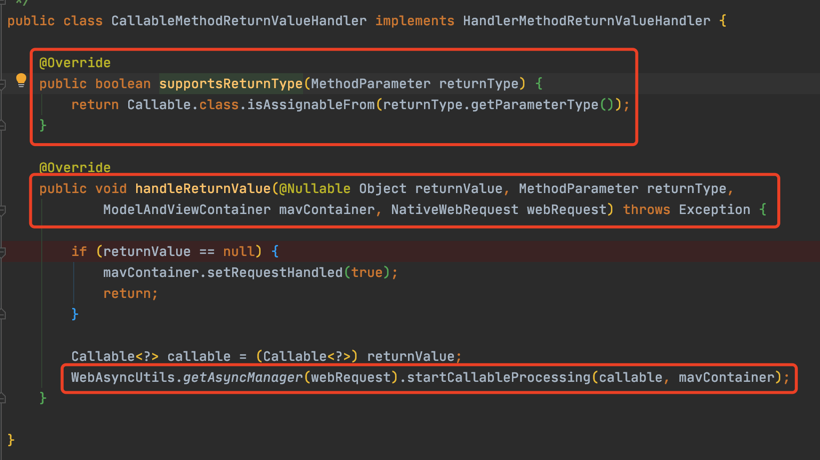 */
public class CallableMethodReturnValueHandler implements HandlerMethodReturnValueHandler {
@Override
public boolean supportsReturnType(MethodParameter returnType) {
return Callable.class.isAssignableFrom(returnType.getParameterType());
}
@Override
public void handleReturnValue(@Nullable Object returnValue, MethodParameter returnType,
ModelAndViewContainer mavContainer, NativeWebRequest webRequest) throws Exception {
if (returnValue == null) {
mavContainer.setRequestHandled(true);
return;
}
Callable<?> callable = (Callable<?>) returnValue;
WebAsyncUtils.getAsyncManager(webRequest).startCallableProcessing(callable, mavContainer);
}
}